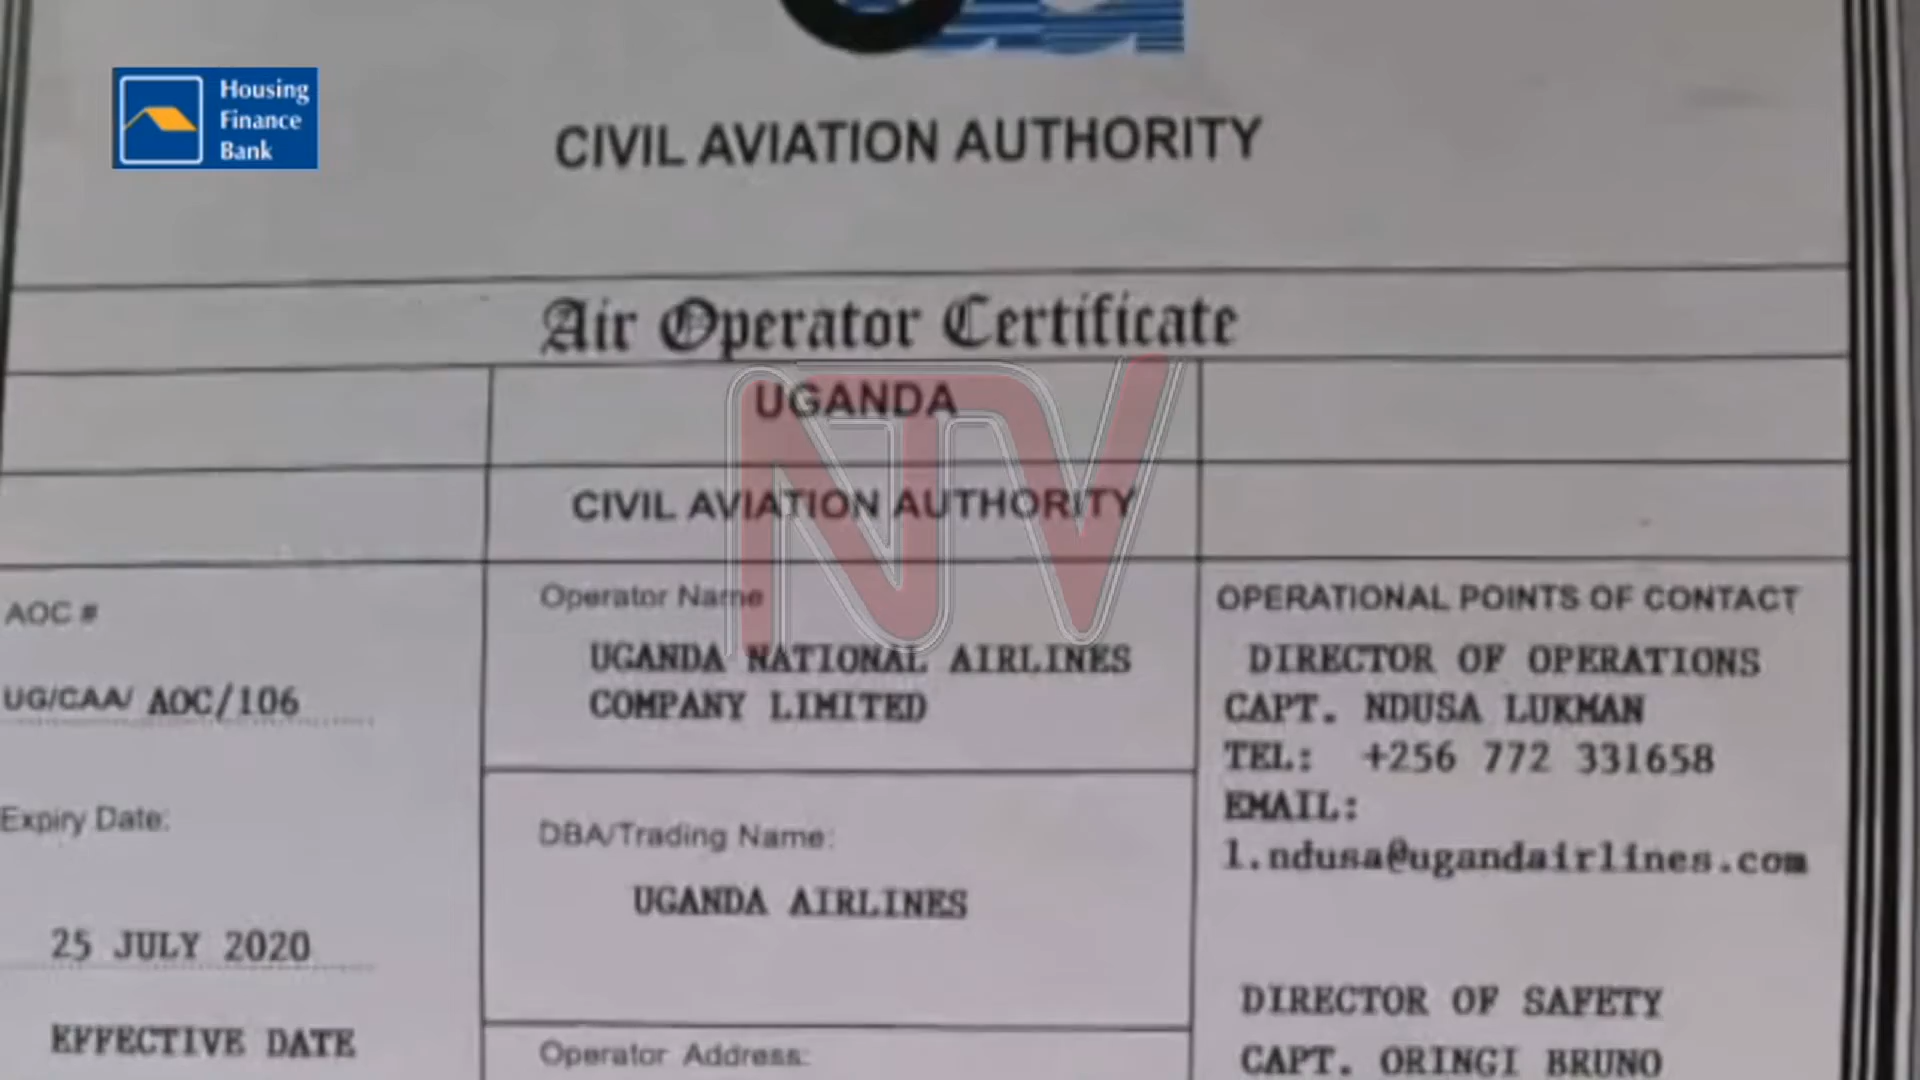 Housing
Finance
Bank
CIVIL AVIATION AUTHORITY
Air Operator Certificate
UGANDA
CIVIL AVIATION AUTHORITY
NTV
AOC #
UG/CAA/ AOC/106
Expiry Date:
25 JULY 2020
EFFECTIVE DATE
Operator Name
UGANDA NATIONAL AIRLINES
COMPANY LIMITED
DBA/Trading Name:
UGANDA AIRLINES
Operator Address:
OPERATIONAL POINTS OF CONTACT
DIRECTOR OF OPERATIONS
CAPT. NDUSA LUKMAN
TEL: +256 772 331658
EMAIL:
l.ndusa@ugandairlines.com
DIRECTOR OF SAFETY
CAPT. ORINGI BRUNO